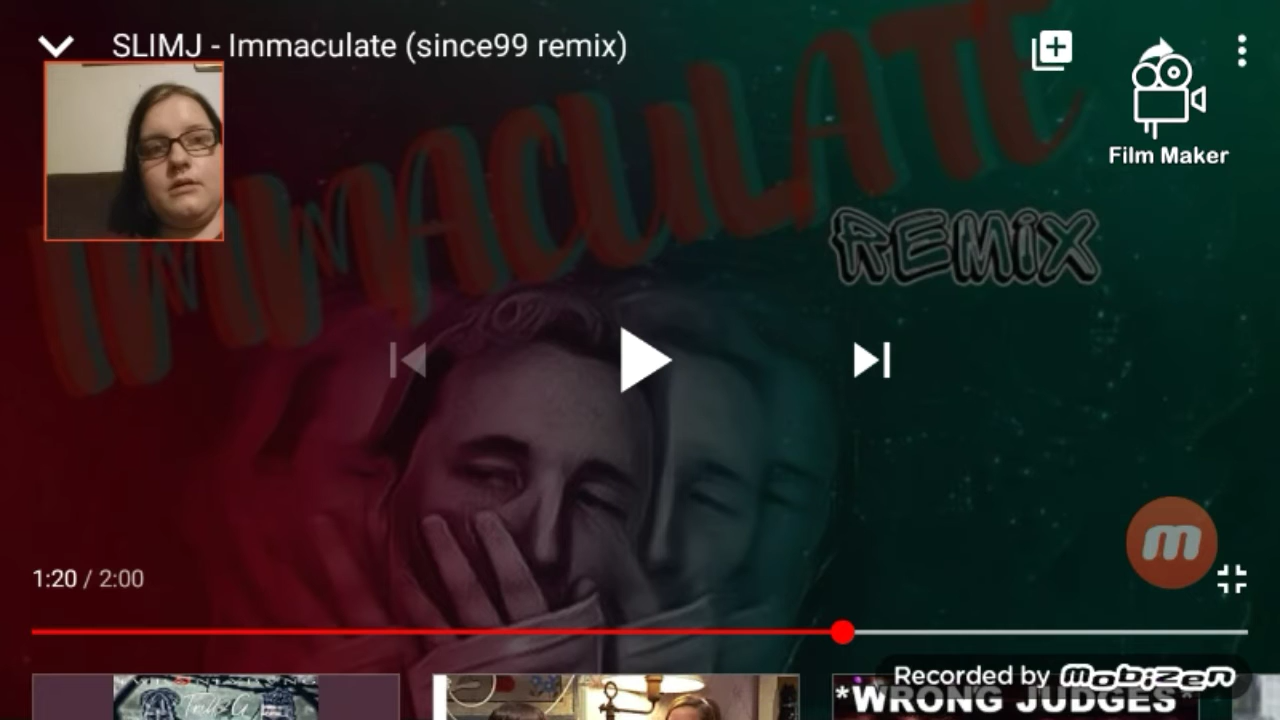 SLIMJ - Immaculate (since99 remix)
IMMACULATE
Film Maker
REMIX
m
1:20 / 2:00
Recorded by mobizen
*WRONG JUDGES*